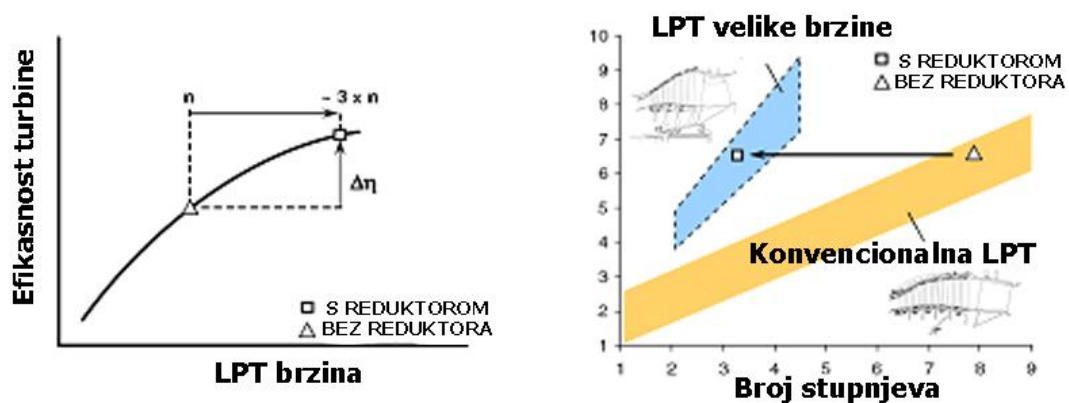 Efikasnost turbine
n
~ 3 x n
Δη
S REDUKTOROM
BEZ REDUKTORA
LPT brzina
LPT velike brzine
S REDUKTOROM
BEZ REDUKTORA
Konvencionalna LPT
10
9
8
7
6
5
4
3
2
1
1 2 3 4 5 6 7 8 9
Broj stupnjeva